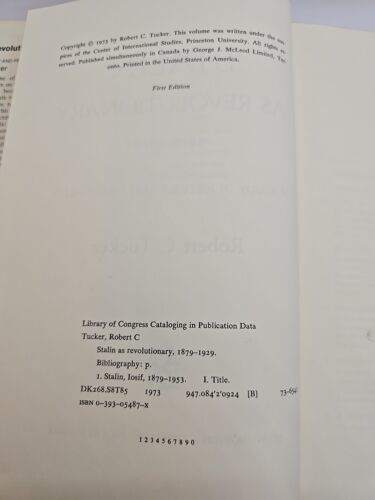 Copyright © 1973 by Robert C. Tucker. This volume was written under the aus-
pices of the Center of International Studies, Princeton University. All rights re-
served. Published simultaneously in Canada by George J. McLeod Limited, Tor-
onto. Printed in the United States of America.
First Edition
Library of Congress Cataloging in Publication Data
Tucker, Robert C
Stalin as revolutionary, 1879–1929.
Bibliography: p.
1. Stalin, Iosif, 1879–1953. I. Title.
DK268.S8T85 1973 947.084'2'0924 [B]
ISBN 0–393–05487–X
1 2 3 4 5 6 7 8 9 0